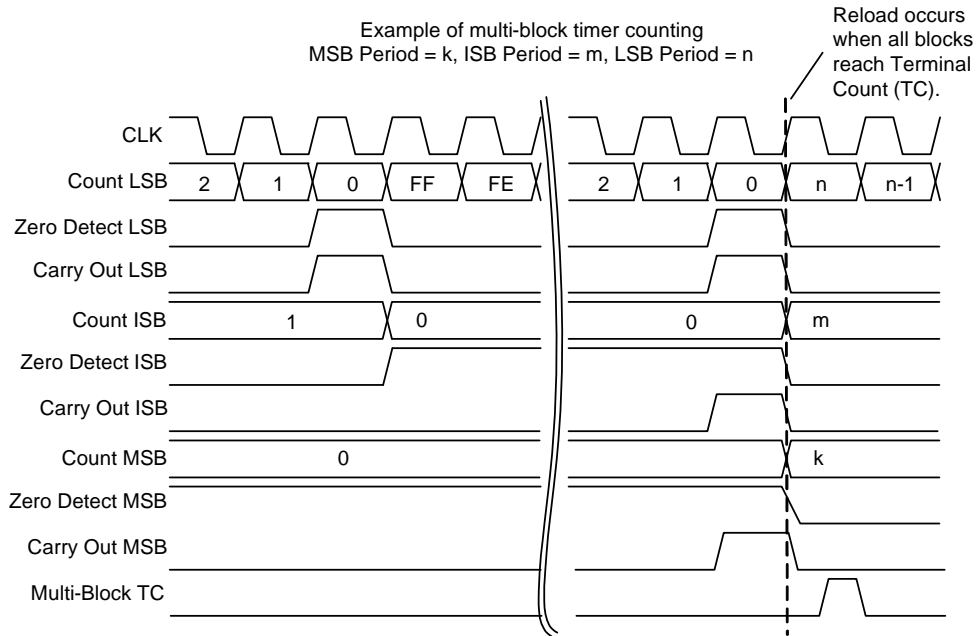 Example of multi-block timer counting
MSB Period = k, ISB Period = m, LSB Period = n
Reload occurs
when all blocks
reach Terminal
Count (TC).
CLK
Count LSB 2 1 0 FF FE 2 1 0 n n-1
Zero Detect LSB
Carry Out LSB
Count ISB 1 0 0 m
Zero Detect ISB
Carry Out ISB
Count MSB 0 k
Zero Detect MSB
Carry Out MSB
Multi-Block TC